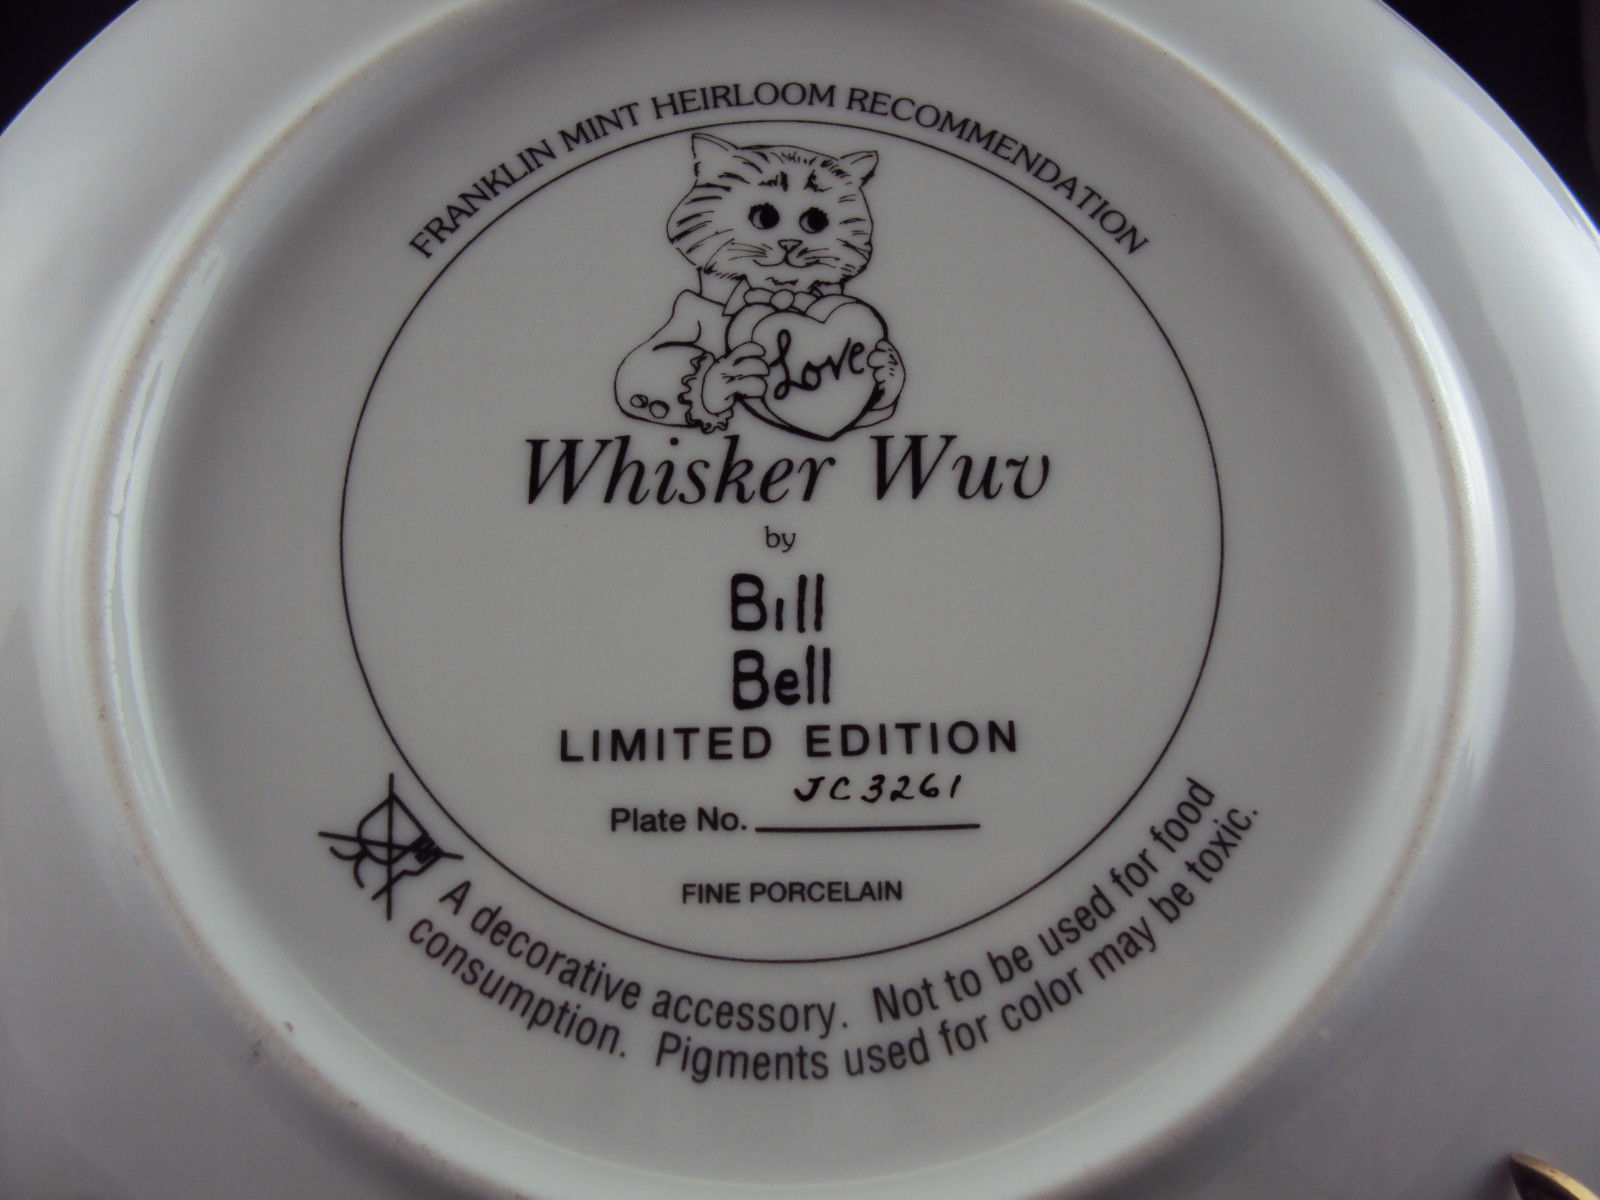 FRANKLIN MINT HEIRLOOM RECOMMENDATION
Love
Whisker Wuv
by
Bill
Bell
LIMITED EDITION
JC3261
Plate No.
FINE PORCELAIN
A decorative accessory. Not to be used for food
consumption. Pigments used for color may be toxic.